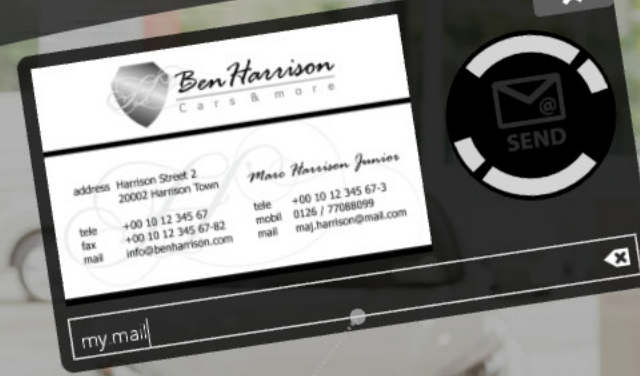 Ben Harrison
Cars & more
address Harrison Street 2
20002 Harrison Town
tele +00 10 12 345 67
fax +00 10 12 345 67-82
mail info@benharrison.com
Marc Harrison Junior
tele +00 10 12 345 67-3
mobil 0126 / 77088099
mail maj.harrison@mail.com
@
SEND
my.mail